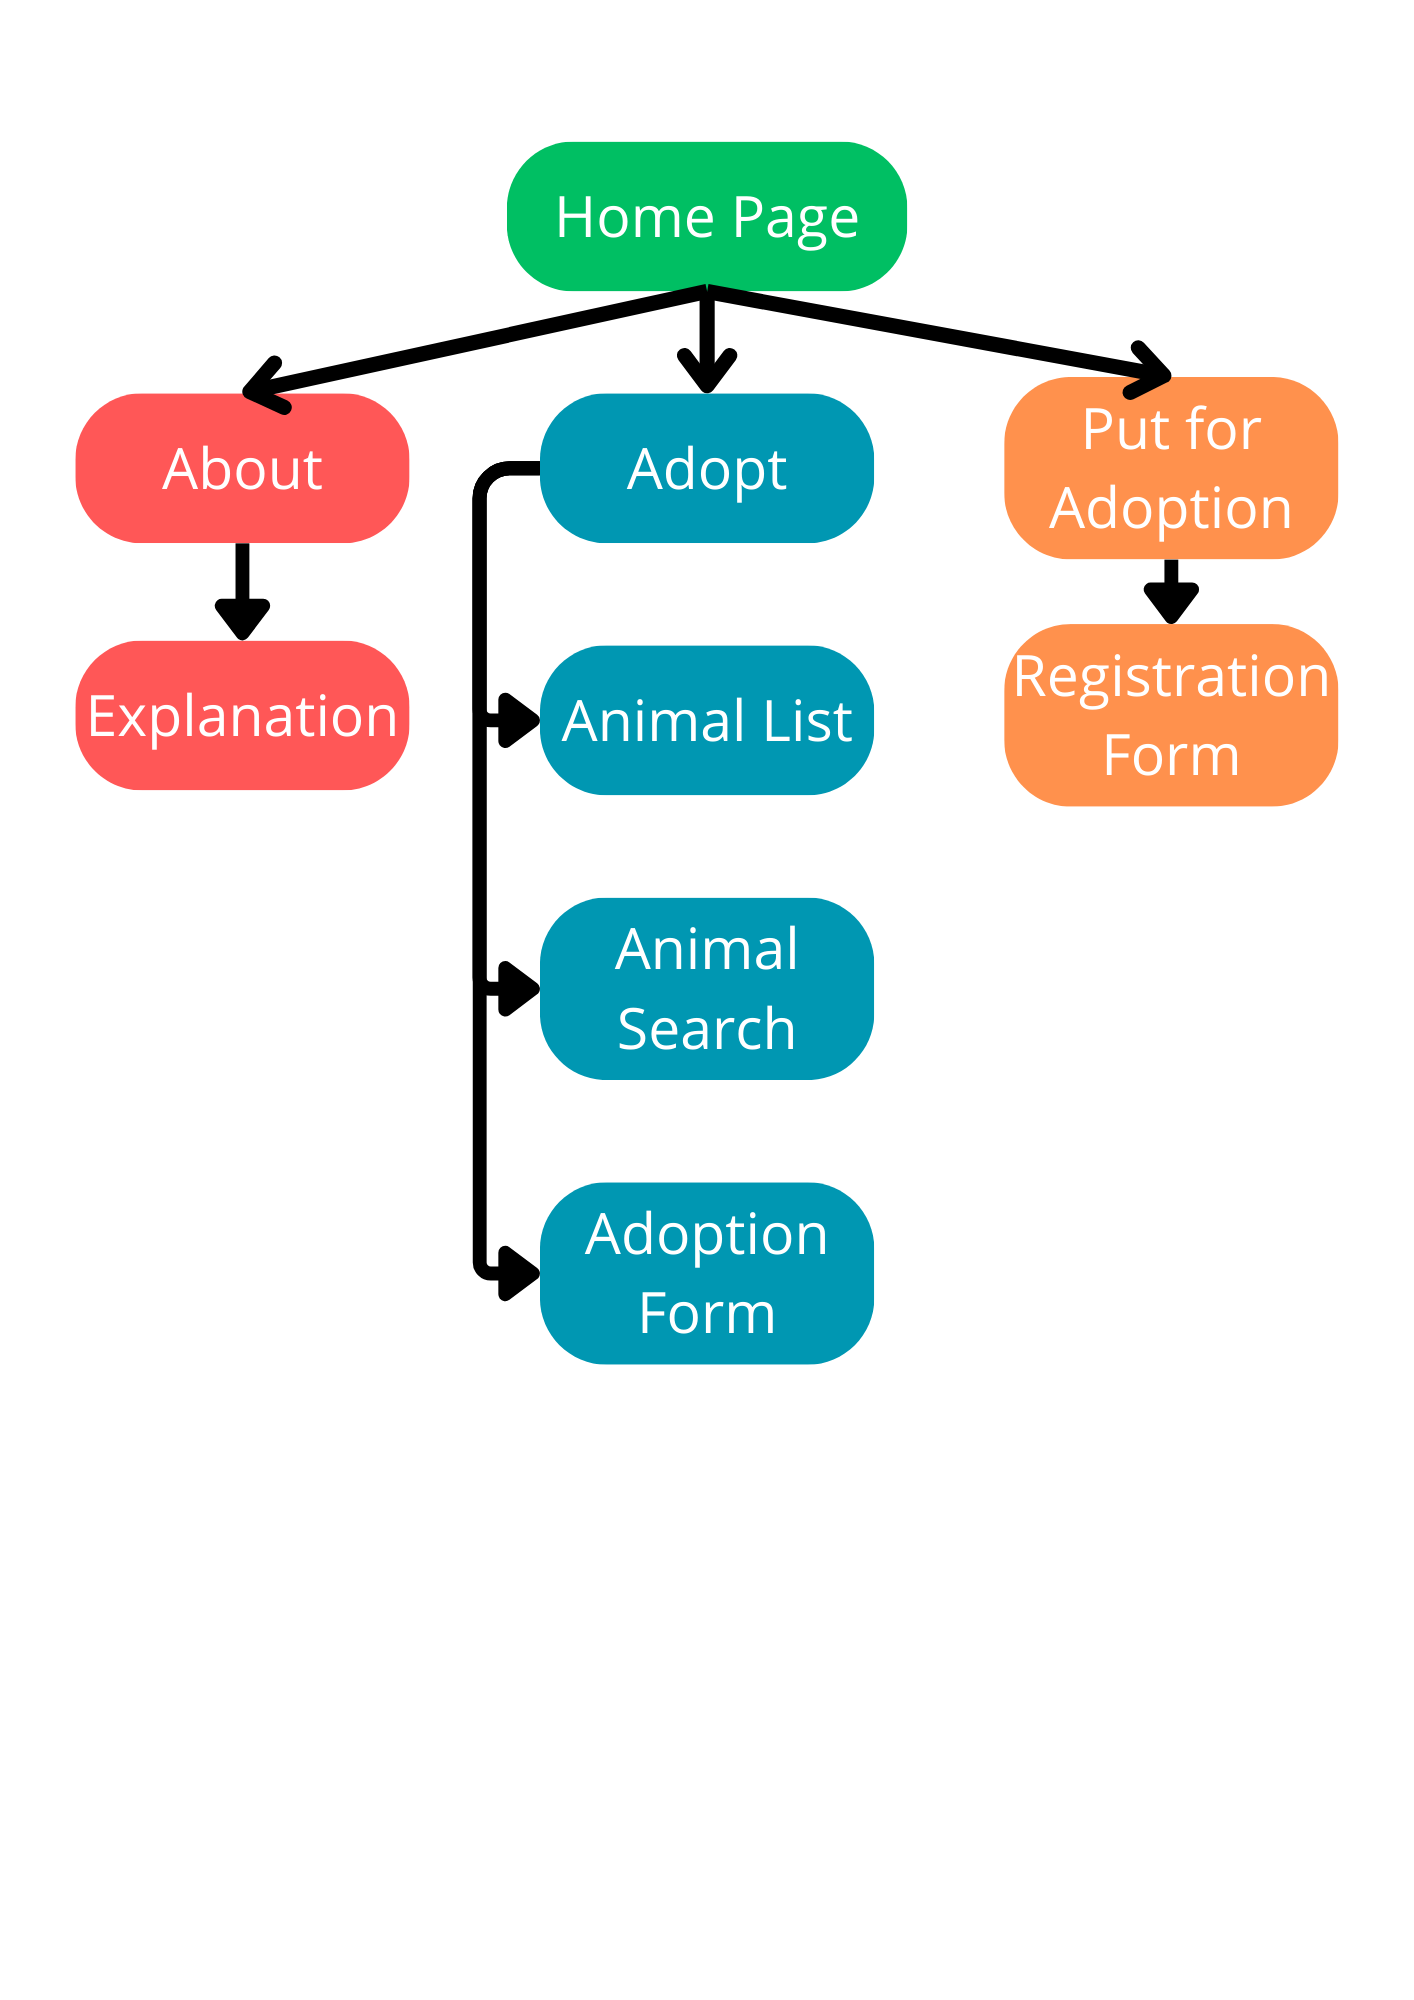 Home Page
About
Adopt
Put for
Adoption
Explanation
Animal List
Registration
Form
Animal
Search
Adoption
Form